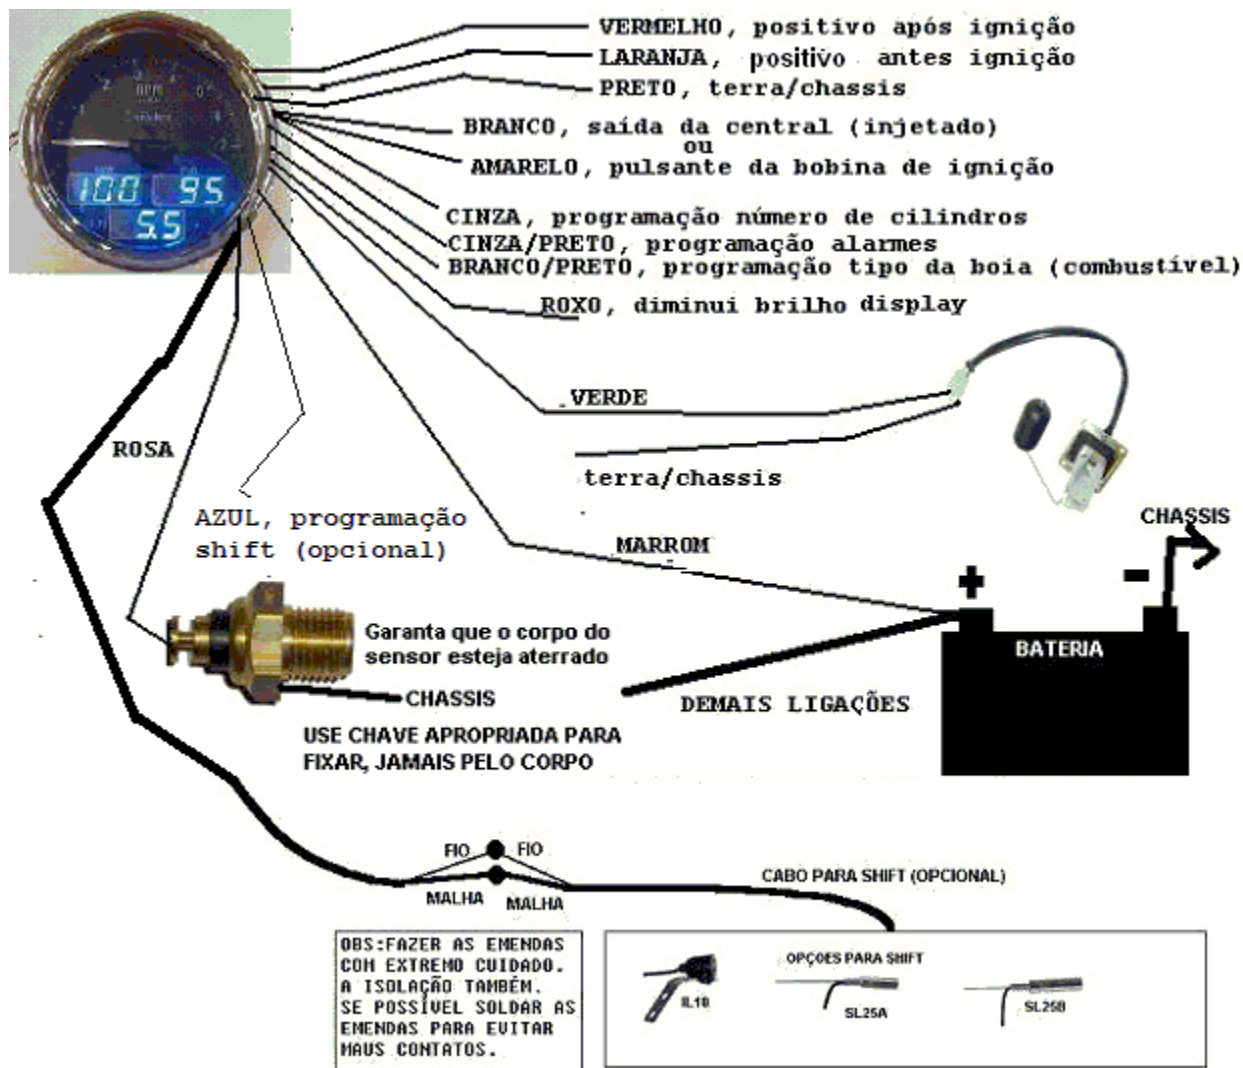 VERMELHO, positivo após ignição
LARANJA, positivo antes ignição
PRETO, terra/chassis
BRANCO, saída da central (injetado)
ou
AMARELO, pulsante da bobina de ignição
CINZA, programação número de cilindros
CINZA/PRETO, programação alarmes
BRANCO/PRETO, programação tipo da boia (combustível)
ROXO, diminui brilho display
10.0 95
5.5
VERDE
ROSA
terra/chassis
AZUL, programação
shift (opcional)
MARROM
CHASSIS
+ -
BATERIA
Garanta que o corpo do
sensor esteja aterrado
CHASSIS
DEMAIS LIGAÇÕES
USE CHAVE APROPRIADA PARA
FIXAR, JAMAIS PELO CORPO
FIO FIO
MALHA MALHA
CABO PARA SHIFT (OPCIONAL)
OBS:FAZER AS EMENDAS
COM EXTREMO CUIDADO.
A ISOLAÇÃO TAMBÉM.
SE POSSÍVEL SOLDAR AS
EMENDAS PARA EVITAR
MAUS CONTATOS.
OPÇOES PARA SHIFT
IL10
SL25A
SL25B